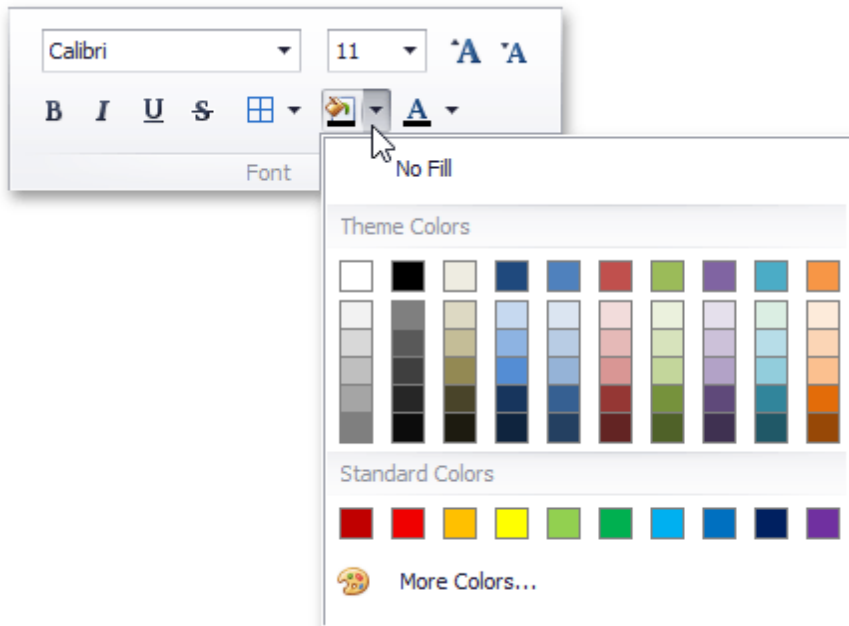 Calibri 11 A A
B I U S A
Font
No Fill
Theme Colors
Standard Colors
More Colors...